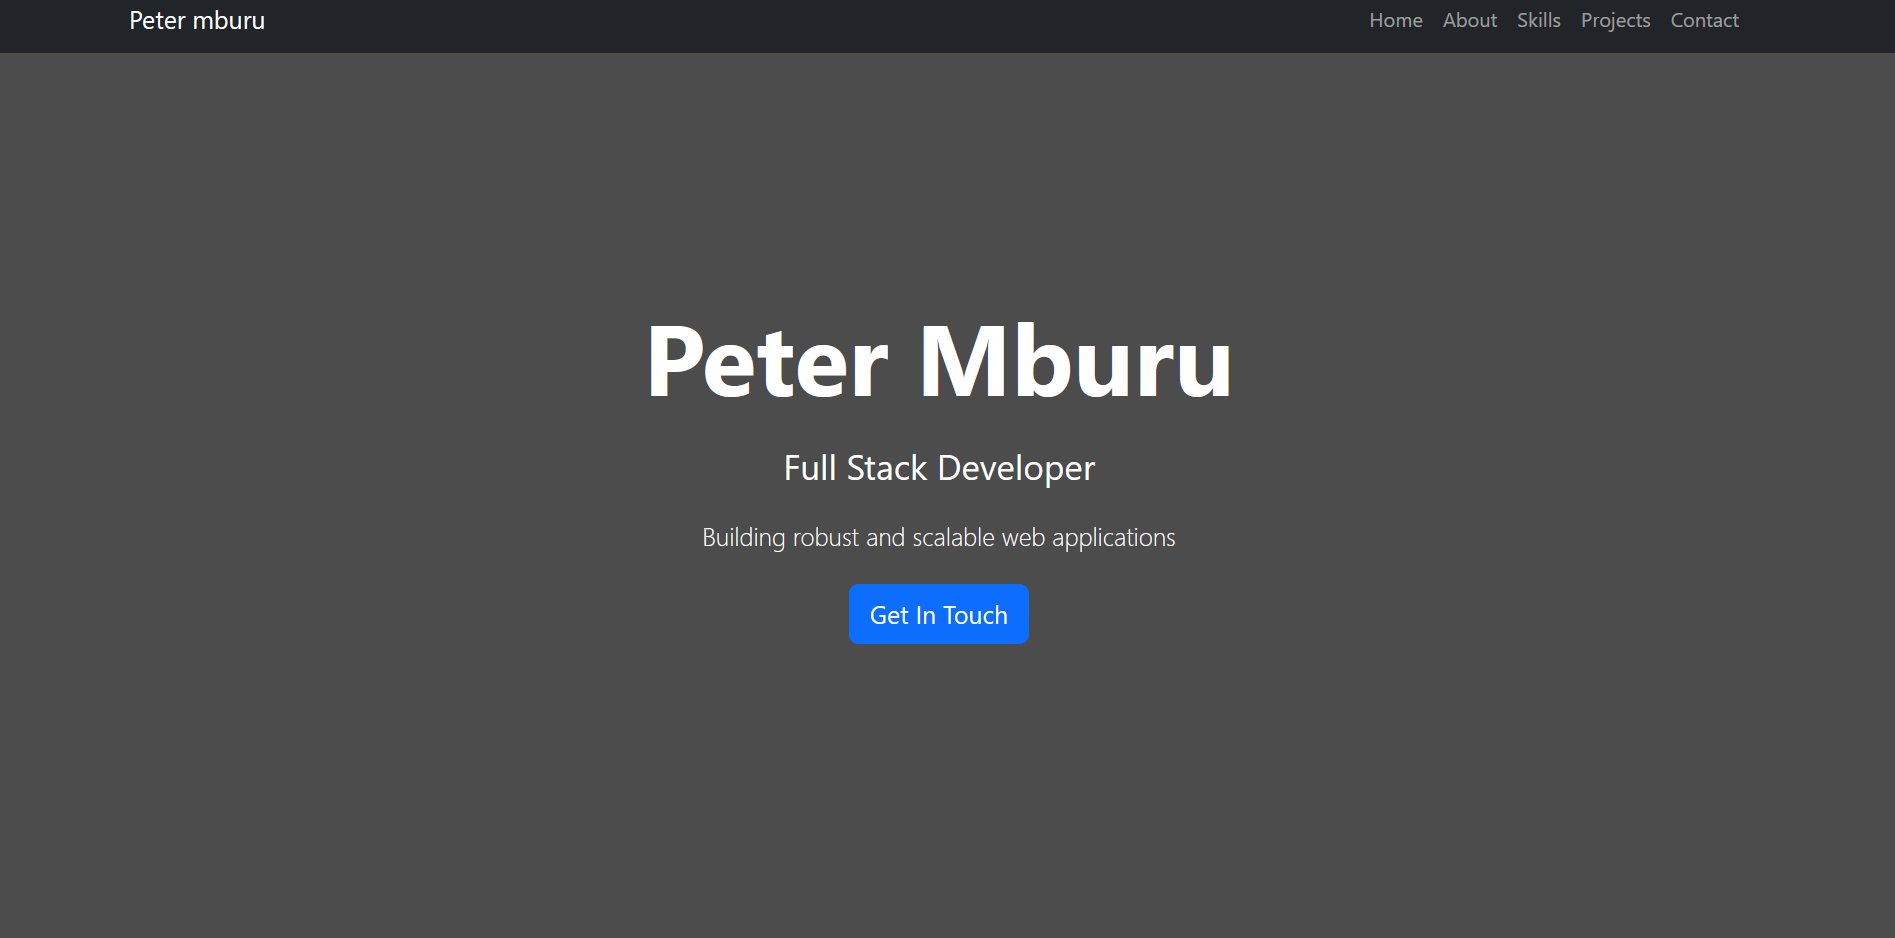 Peter mburu
Home About Skills Projects Contact
Peter Mburu
Full Stack Developer
Building robust and scalable web applications
Get In Touch